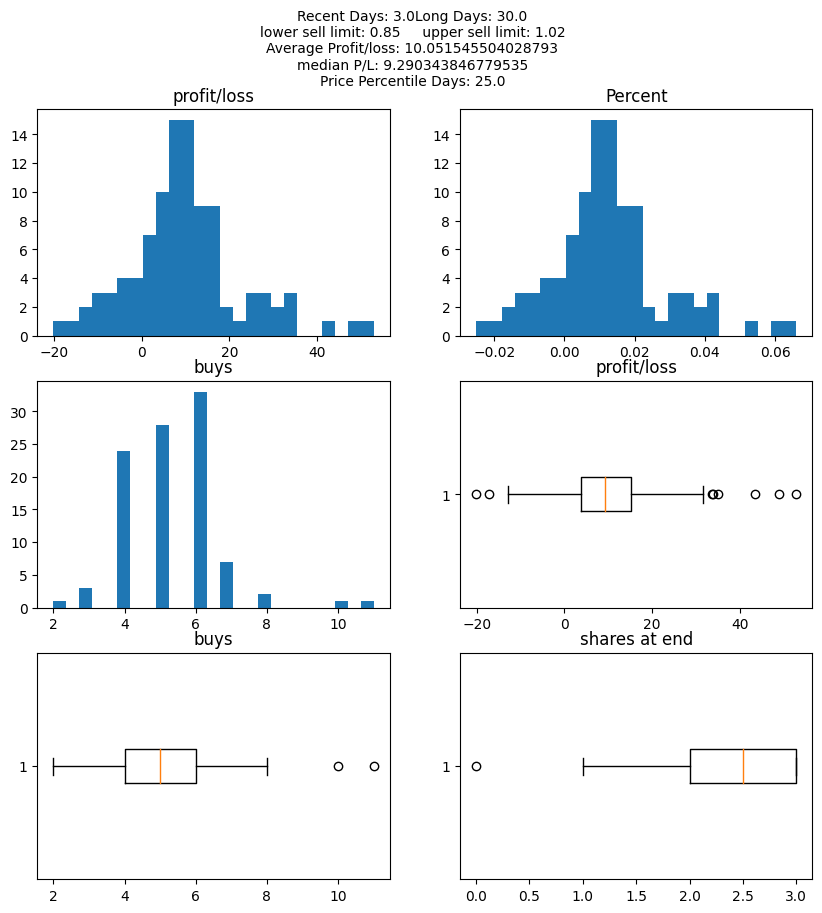 Recent Days: 3.0Long Days: 30.0
lower sell limit: 0.85     upper sell limit: 1.02
Average Profit/loss: 10.051545504028793
median P/L: 9.290343846779535
Price Percentile Days: 25.0
profit/loss
14
12
10
8
6
4
2
0
−20 0 20 40
Percent
14
12
10
8
6
4
2
0
−0.02 0.00 0.02 0.04 0.06
buys
30
25
20
15
10
5
0
2 4 6 8 10
profit/loss
1
−20 0 20 40
buys
1
2 4 6 8 10
shares at end
1
0.0 0.5 1.0 1.5 2.0 2.5 3.0